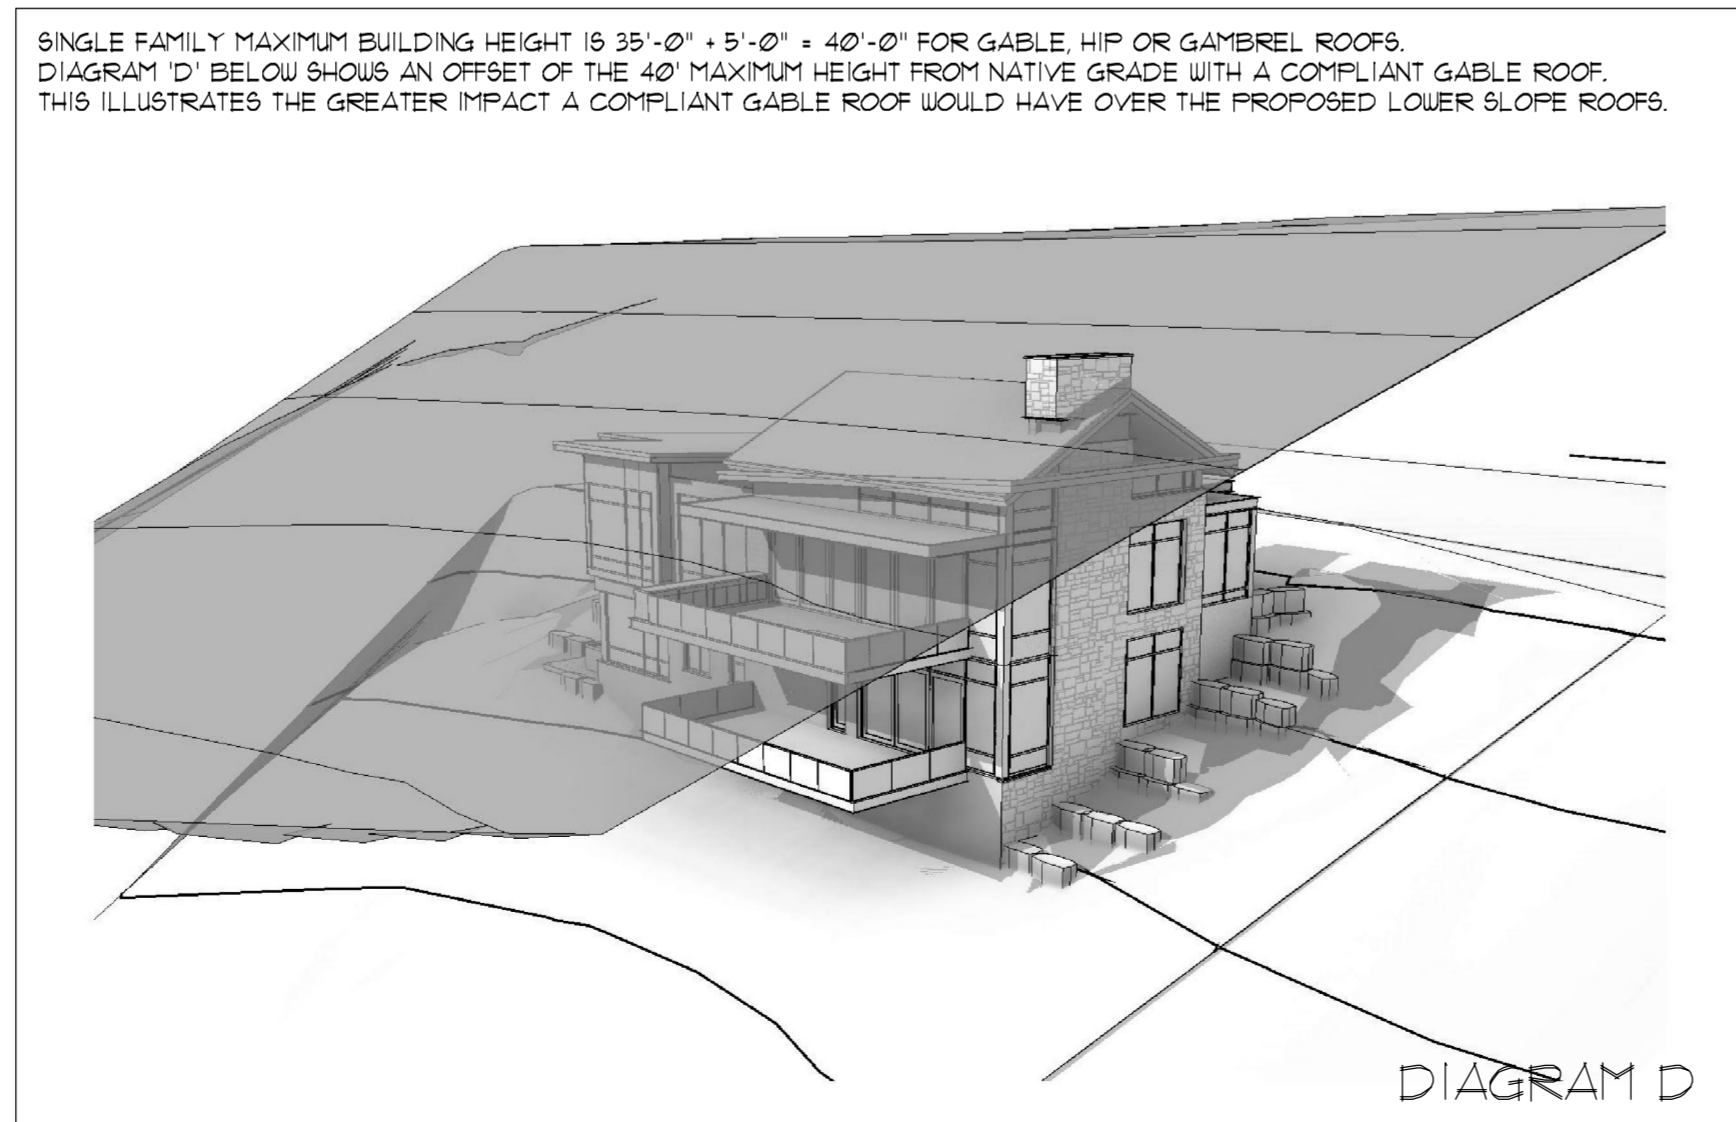 SINGLE FAMILY MAXIMUM BUILDING HEIGHT IS 35'-0" + 5'-0" = 40'-0" FOR GABLE, HIP OR GAMBREL ROOFS.
DIAGRAM 'D' BELOW SHOWS AN OFFSET OF THE 40' MAXIMUM HEIGHT FROM NATIVE GRADE WITH A COMPLIANT GABLE ROOF.
THIS ILLUSTRATES THE GREATER IMPACT A COMPLIANT GABLE ROOF WOULD HAVE OVER THE PROPOSED LOWER SLOPE ROOFS.
DIAGRAM D